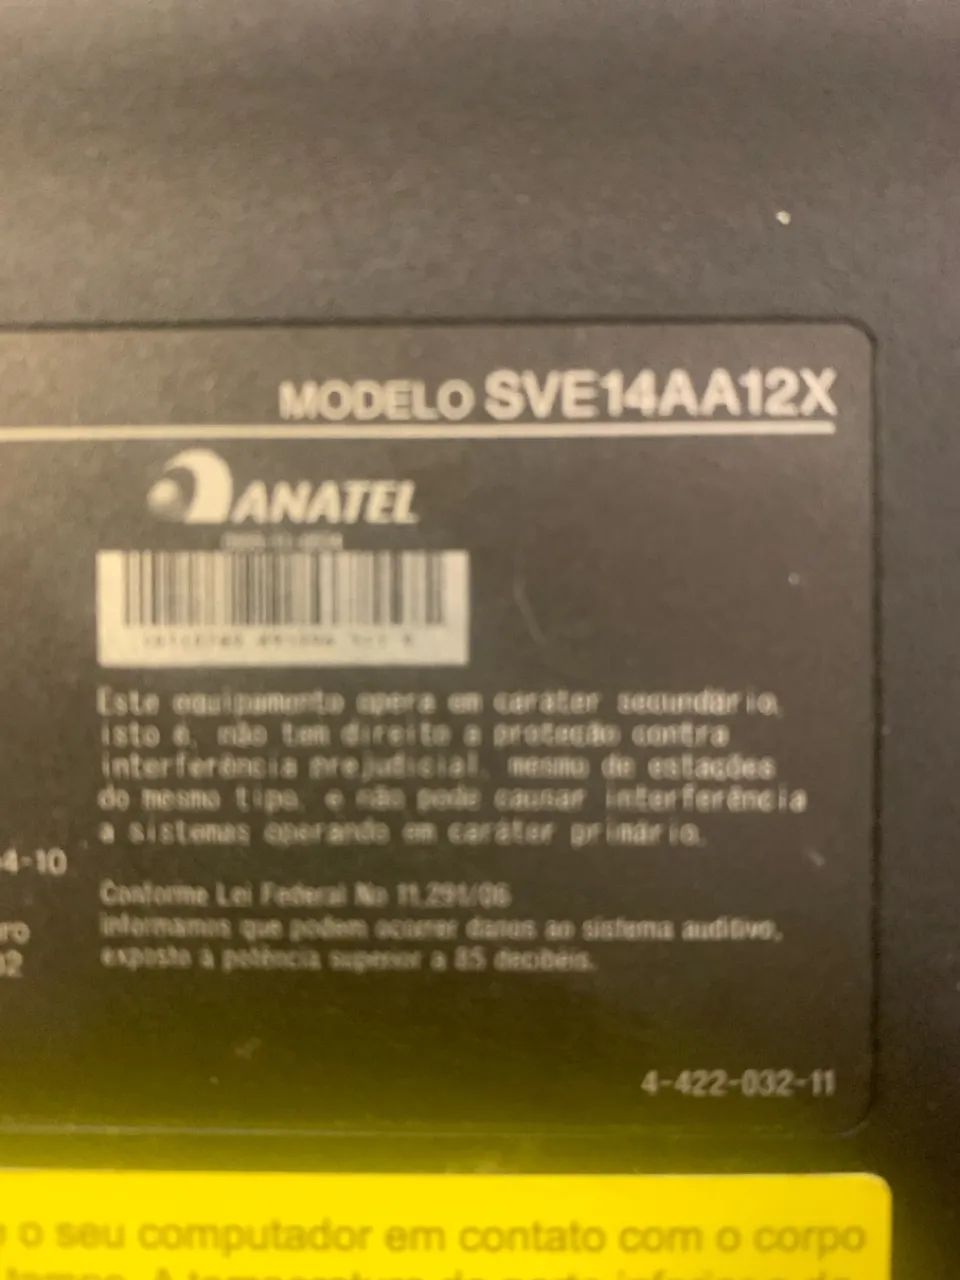 MODELO SVE14AA12X
ANATEL
Este equipamento opera em caráter secundário,
isto é, não tem direito a proteção contra
interferência prejudicial, mesmo de estações
do mesmo tipo, e não pode causar interferência
a sistemas operando em caráter primário.
4-10
Conforme Lei Federal No 11.291/06
informamos que podem ocorrer danos ao sistema auditivo,
exposto à potência superior a 85 decibéis.
4-422-032-11
o seu computador em contato com o corpo